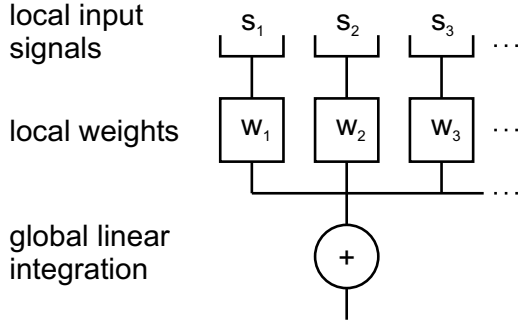 local input
signals
s₁ s₂ s₃ ...
local weights
w₁ w₂ w₃ ...
...
global linear
integration
+